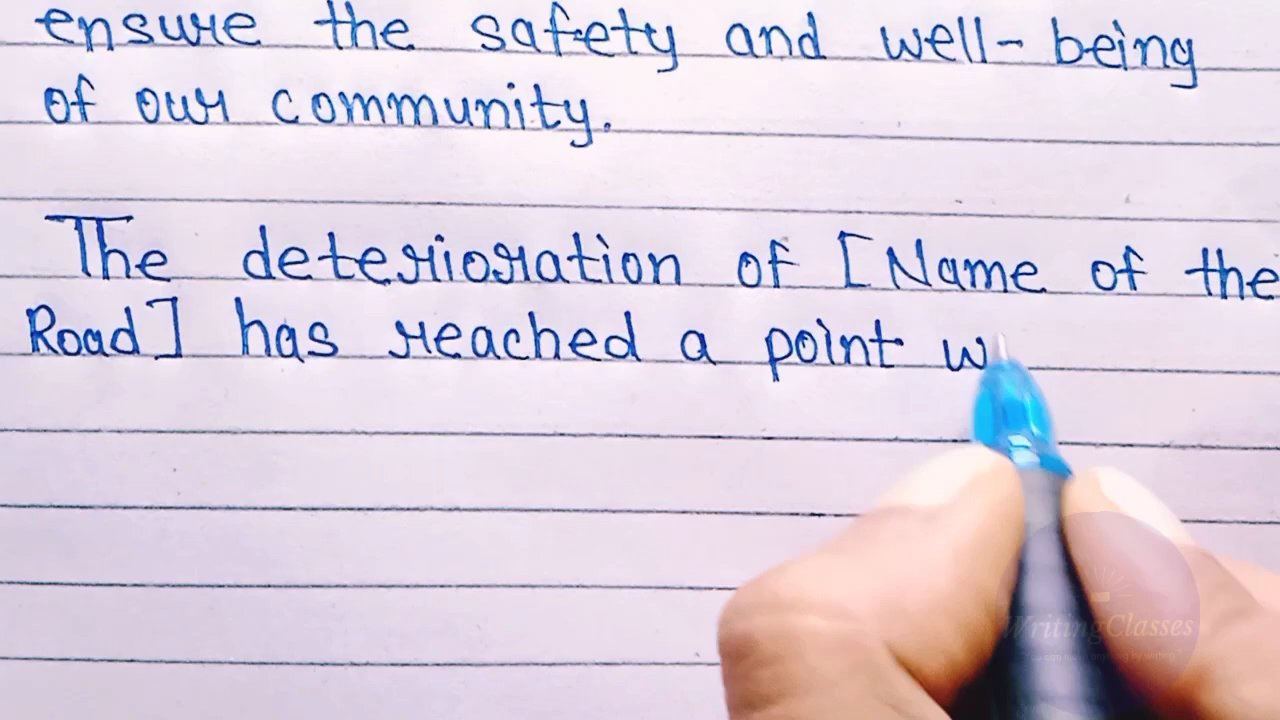 ensure the safety and well-being
of our community.
The deterioration of [Name of the
Road] has reached a point w
WritingClasses